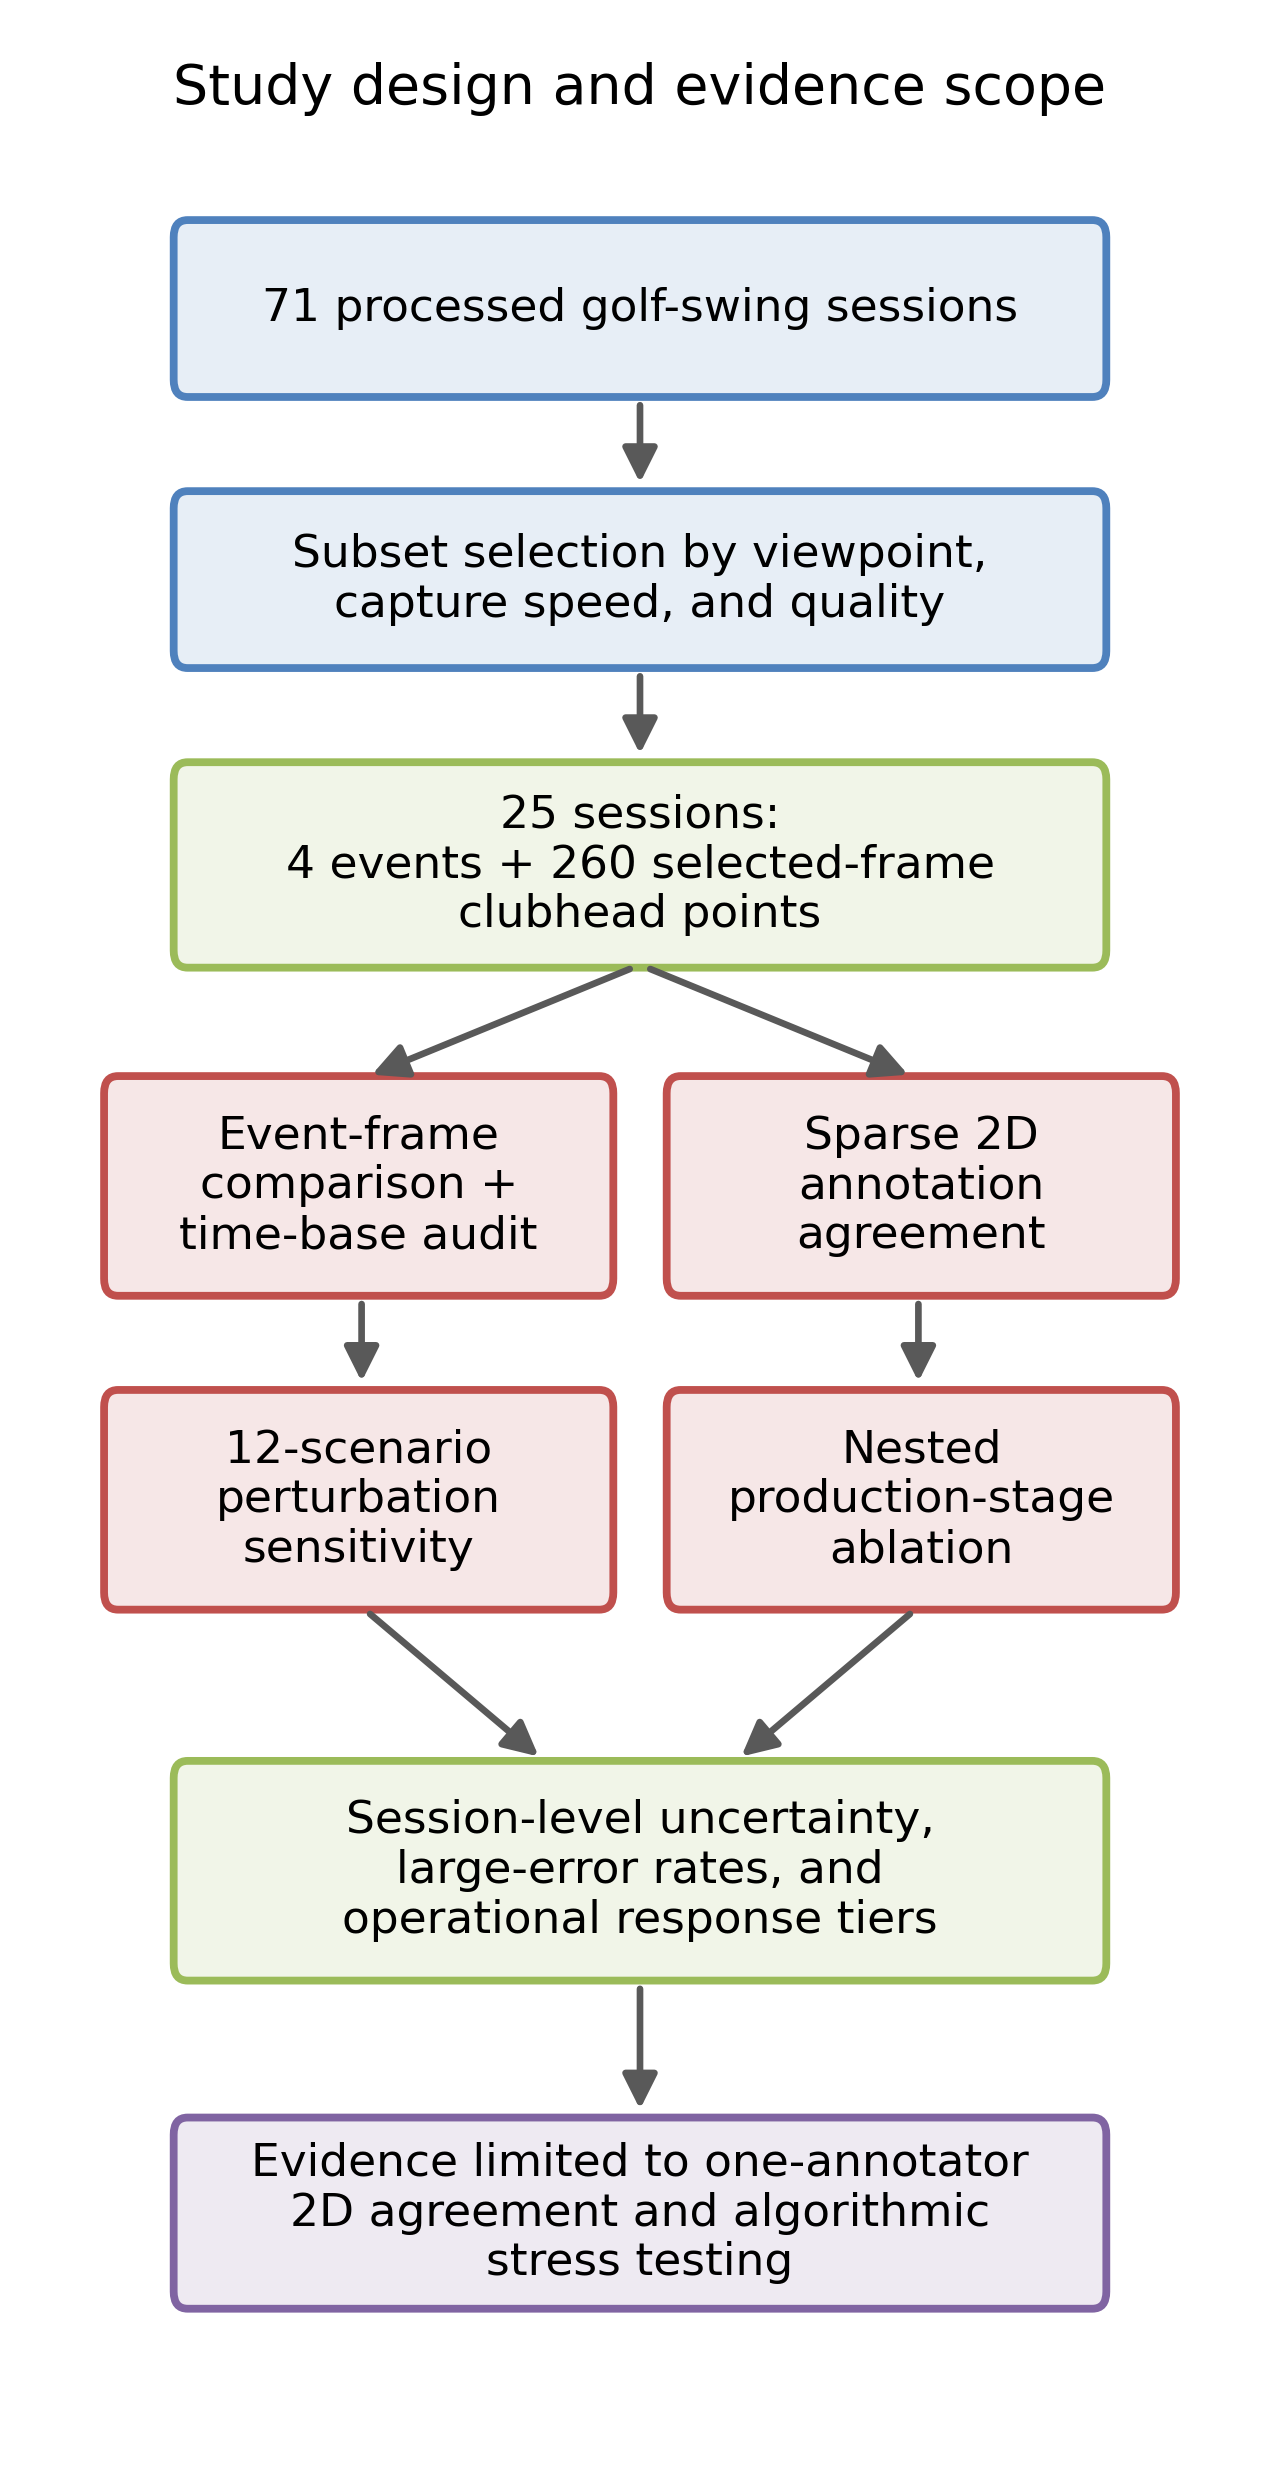 Study design and evidence scope
71 processed golf-swing sessions
Subset selection by viewpoint,
capture speed, and quality
25 sessions:
4 events + 260 selected-frame
clubhead points
Event-frame
comparison +
time-base audit
Sparse 2D
annotation
agreement
12-scenario
perturbation
sensitivity
Nested
production-stage
ablation
Session-level uncertainty,
large-error rates, and
operational response tiers
Evidence limited to one-annotator
2D agreement and algorithmic
stress testing